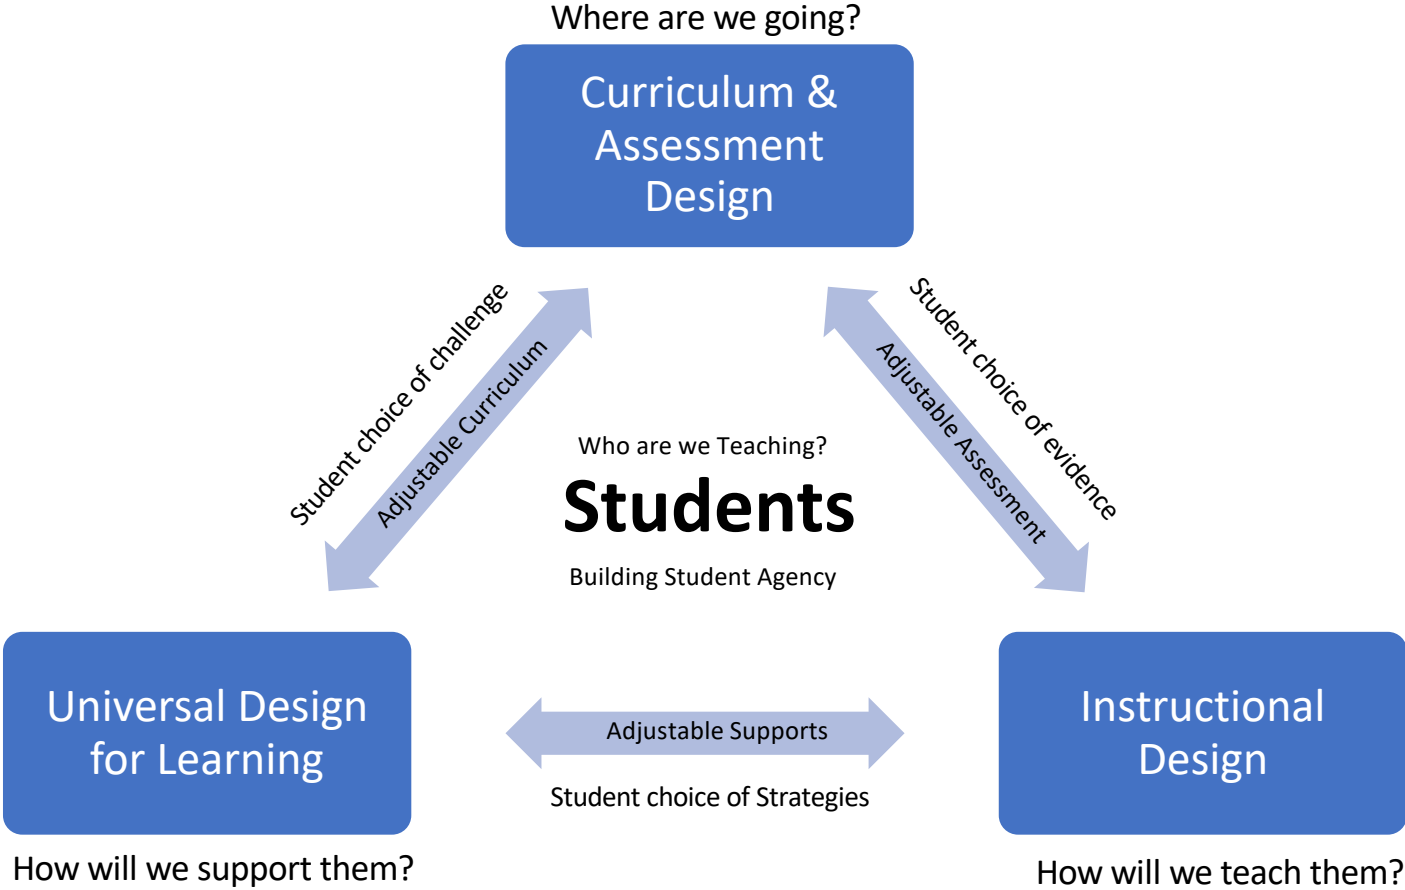 Where are we going?
Curriculum &
Assessment
Design
Student choice of challenge
Adjustable Curriculum
Student choice of evidence
Adjustable Assessment
Who are we Teaching?
Students
Building Student Agency
Universal Design
for Learning
Adjustable Supports
Student choice of Strategies
Instructional
Design
How will we support them?
How will we teach them?